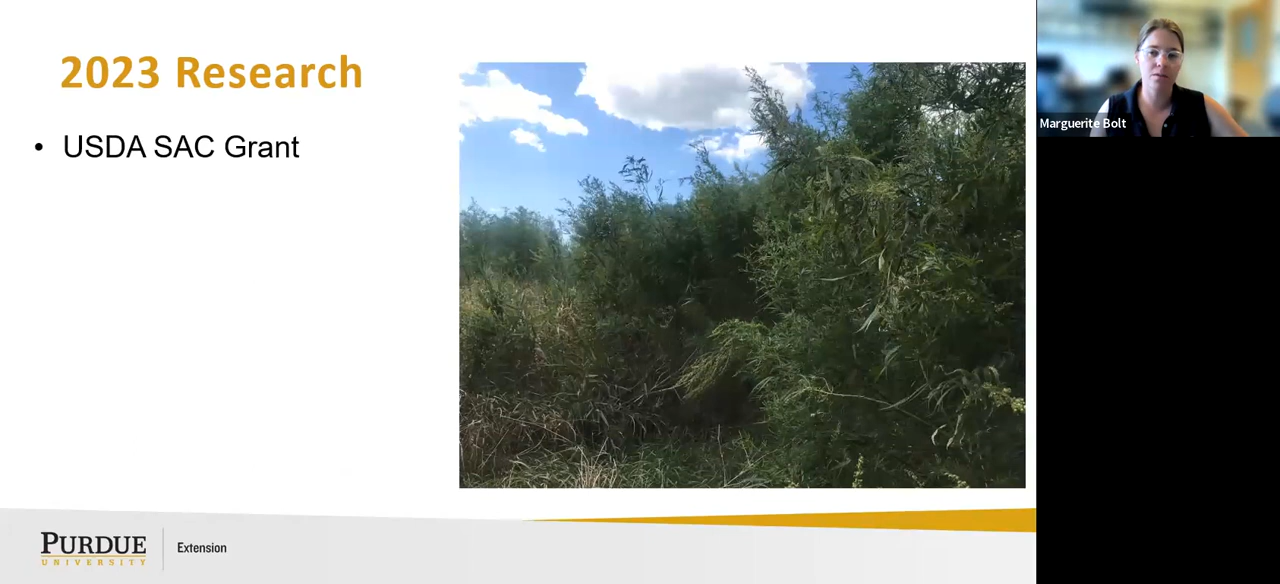 2023 Research
• USDA SAC Grant
Marguerite Bolt
PURDUE
UNIVERSITY
Extension